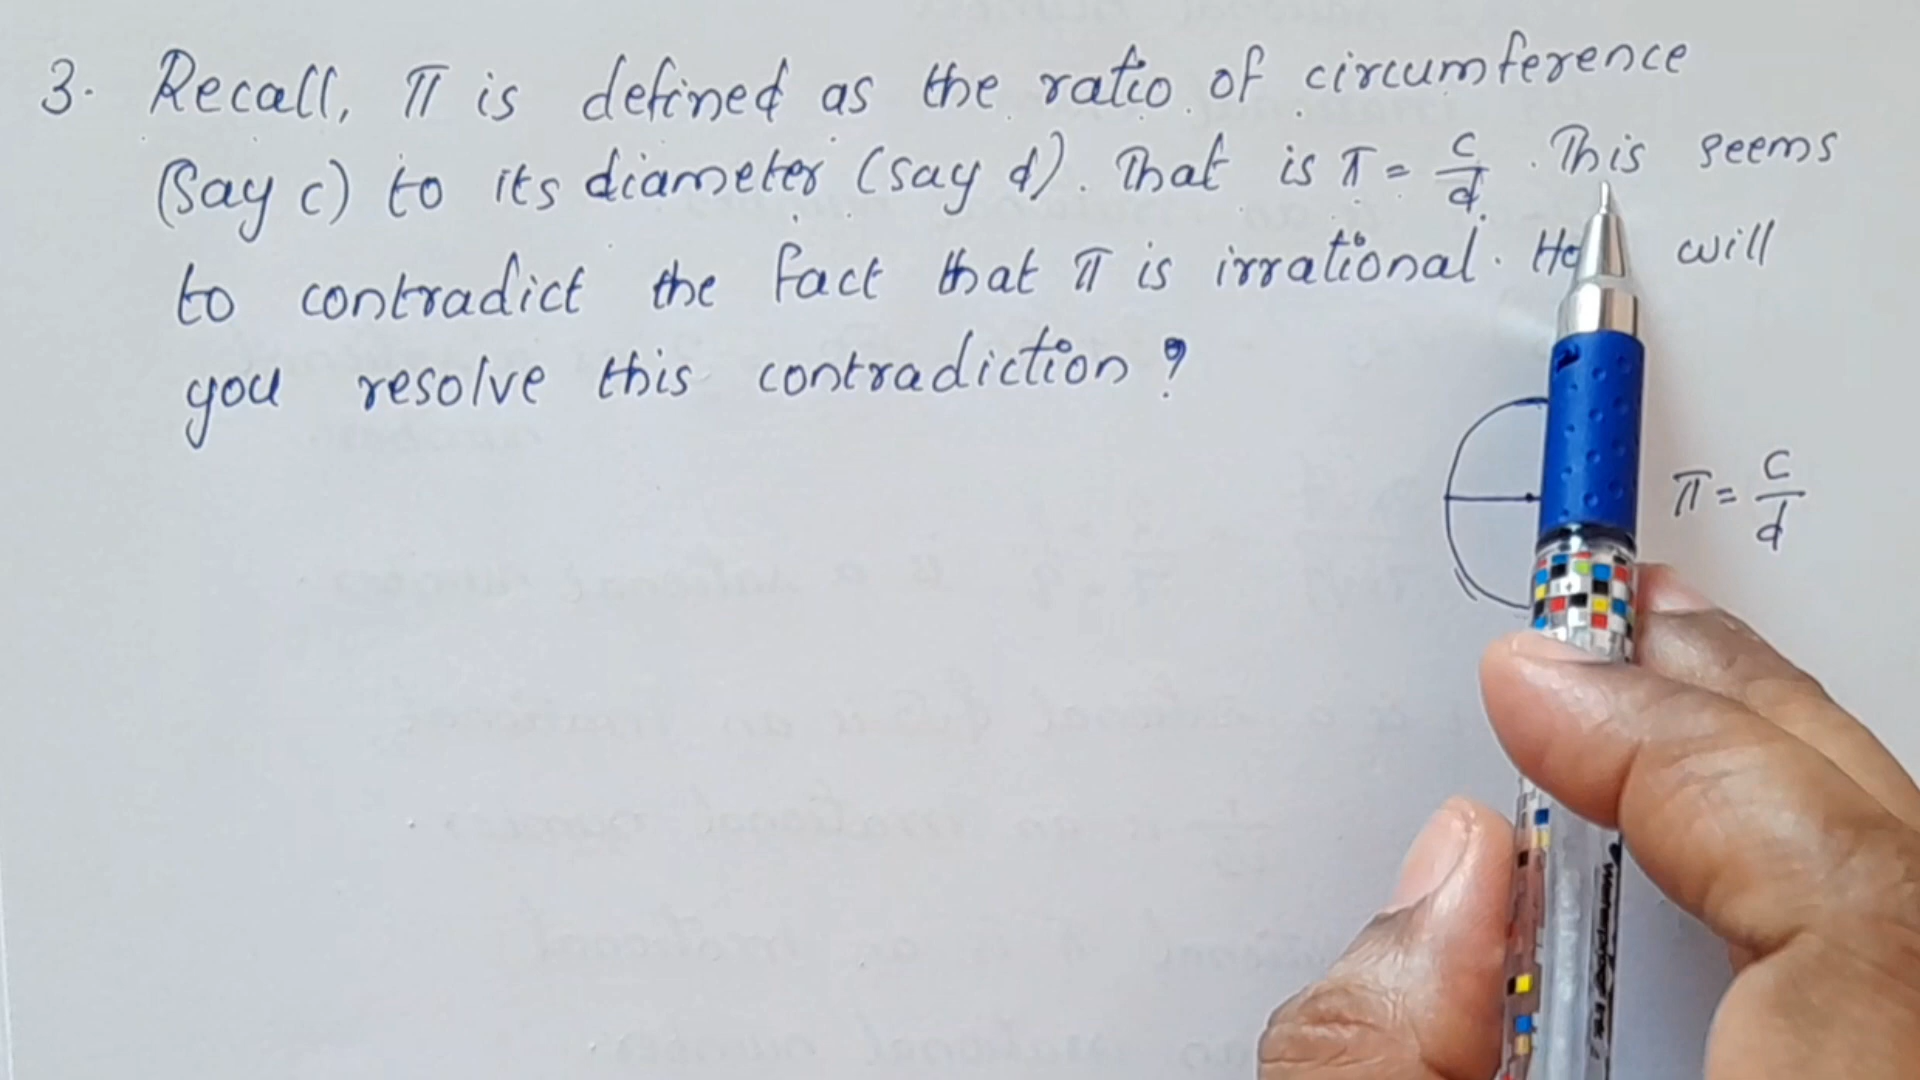 3. Recall, π is defined as the ratio of circumference
(Say c) to its diameter (say d). That is π = c/d . This seems
to contradict the fact that π is irrational. will
you resolve this contradiction ?
π = c/d